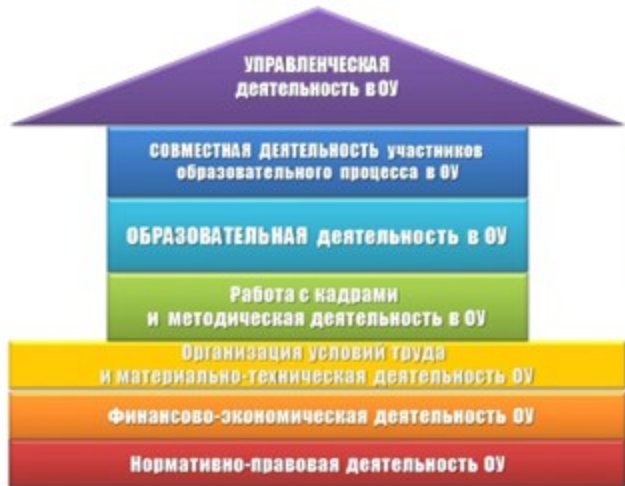 УПРАВЛЕНЧЕСКАЯ
деятельность в ОУ
СОВМЕСТНАЯ ДЕЯТЕЛЬНОСТЬ участников
образовательного процесса в ОУ
ОБРАЗОВАТЕЛЬНАЯ деятельность в ОУ
Работа с кадрами
и методическая деятельность в ОУ
Организация условий труда
и материально-техническая деятельность ОУ
Финансово-экономическая деятельность ОУ
Нормативно-правовая деятельность ОУ